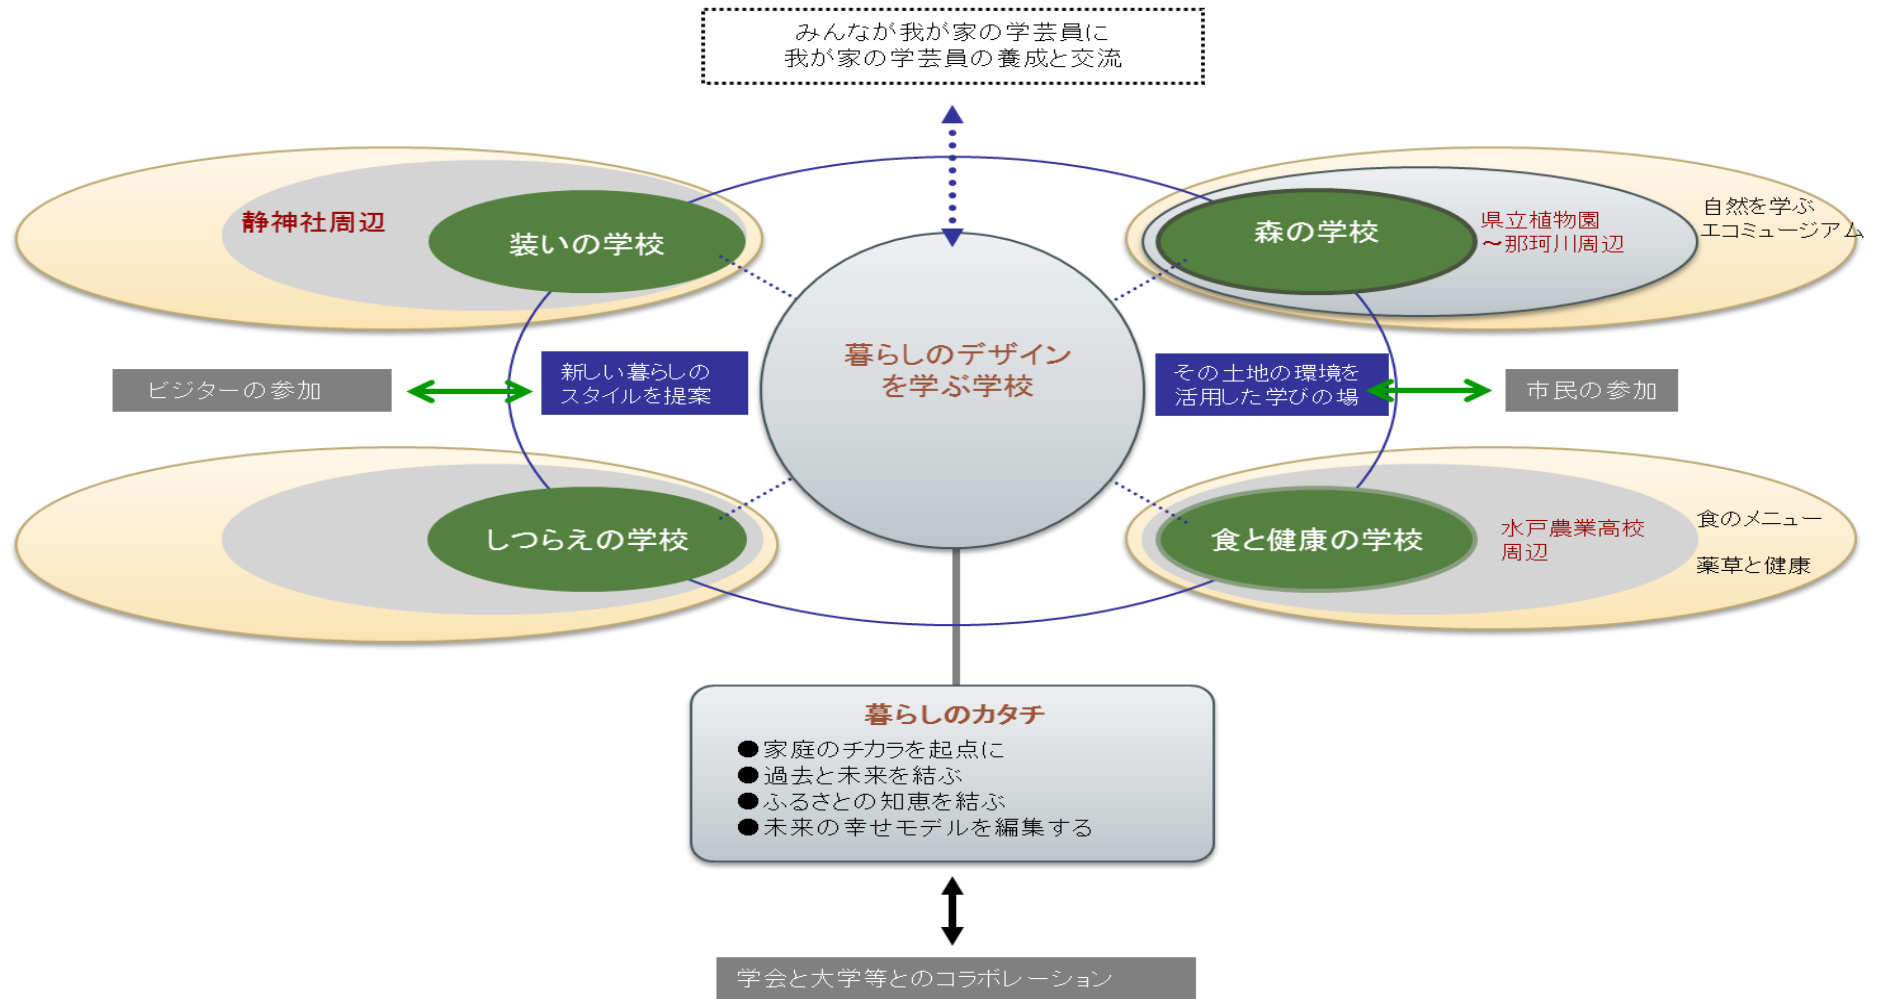 みんなが我が家の学芸員に
我が家の学芸員の養成と交流
静神社周辺
装いの学校
森の学校
県立植物園
～那珂川周辺
自然を学ぶ
エコミュージアム
暮らしのデザイン
を学ぶ学校
ビジターの参加
新しい暮らしの
スタイルを提案
その土地の環境を
活用した学びの場
市民の参加
しつらえの学校
食と健康の学校
水戸農業高校
周辺
食のメニュー
薬草と健康
暮らしのカタチ
●家庭のチカラを起点に
●過去と未来を結ぶ
●ふるさとの知恵を結ぶ
●未来の幸せモデルを編集する
学会と大学等とのコラボレーション